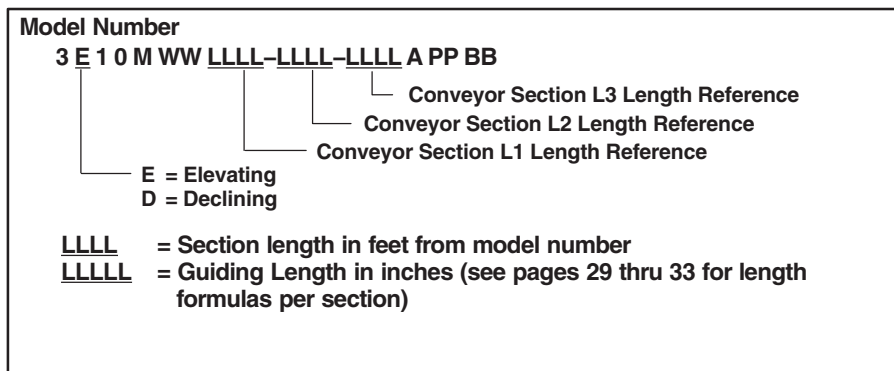 Model Number
3 E 1 0 M WW LLLL–LLLL–LLLL A PP BB
Conveyor Section L3 Length Reference
Conveyor Section L2 Length Reference
Conveyor Section L1 Length Reference
E = Elevating
D = Declining
LLLL = Section length in feet from model number
LLLLL = Guiding Length in inches (see pages 29 thru 33 for length
formulas per section)